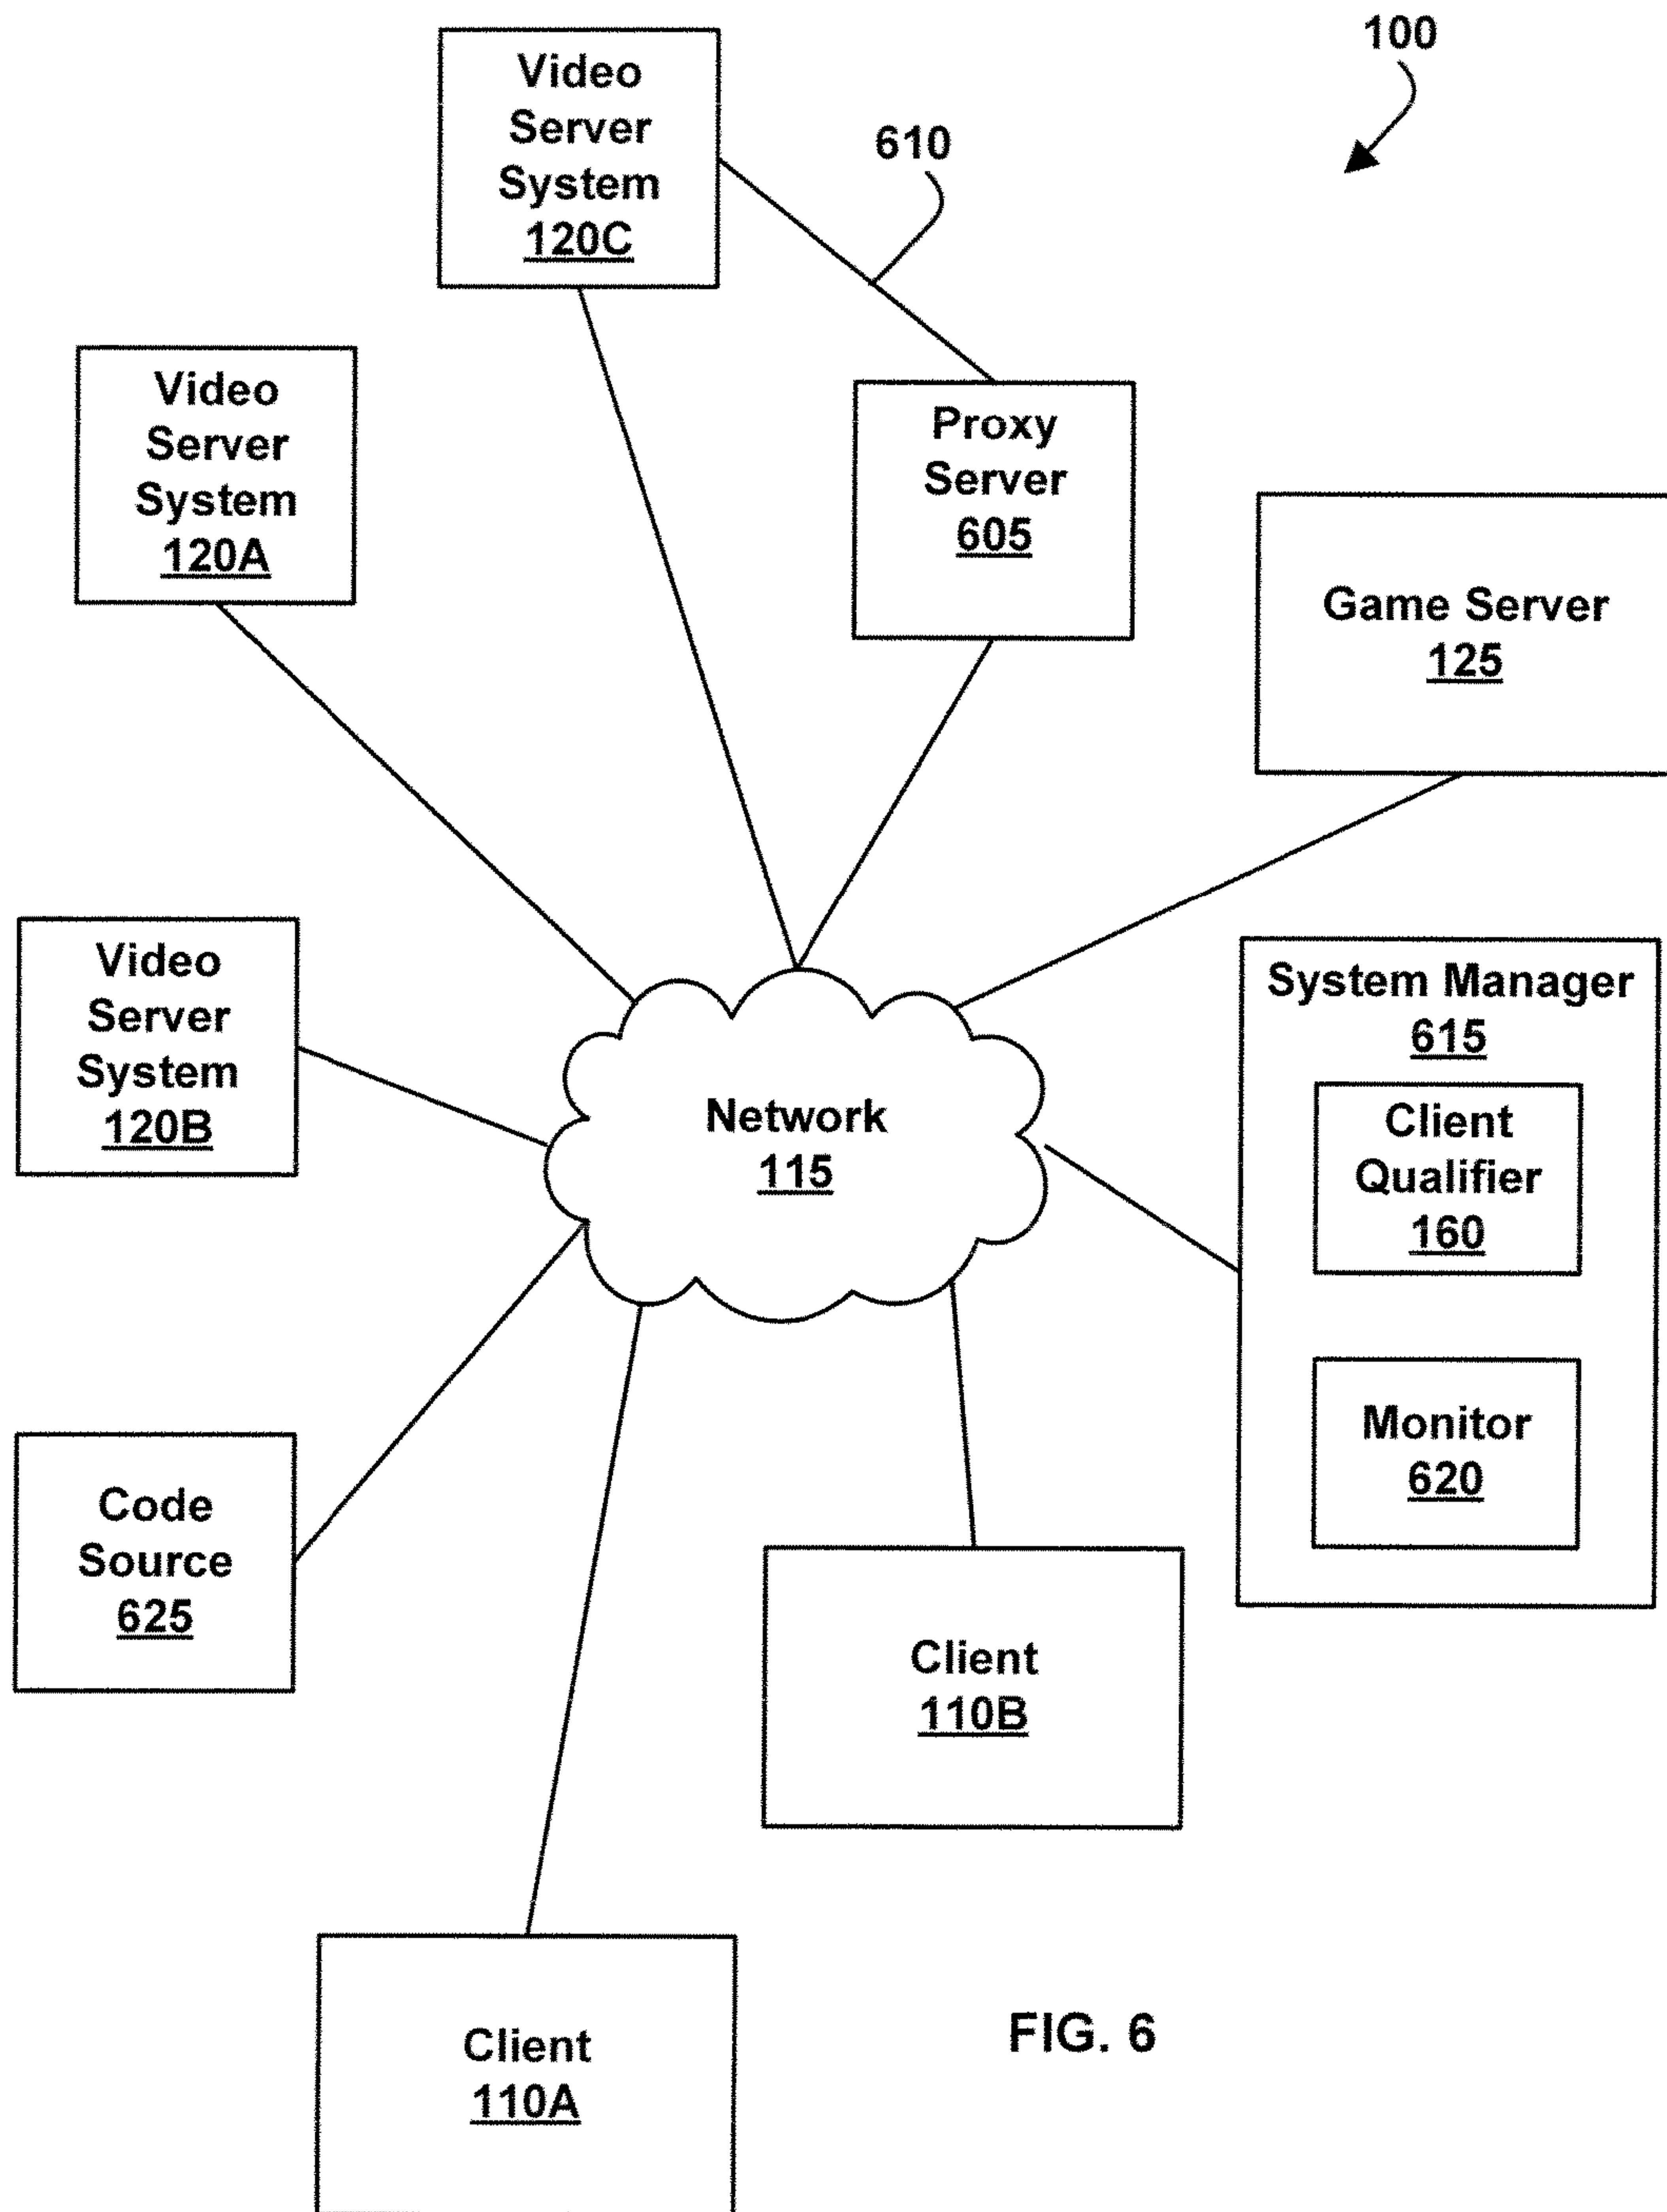 100
Video
Server
System
120C
610
Video
Server
System
120A
Proxy
Server
605
Game Server
125
Video
Server
System
120B
System Manager
615
Client
Qualifier
160
Network
115
Monitor
620
Code
Source
625
Client
110B
Client
110A
FIG. 6